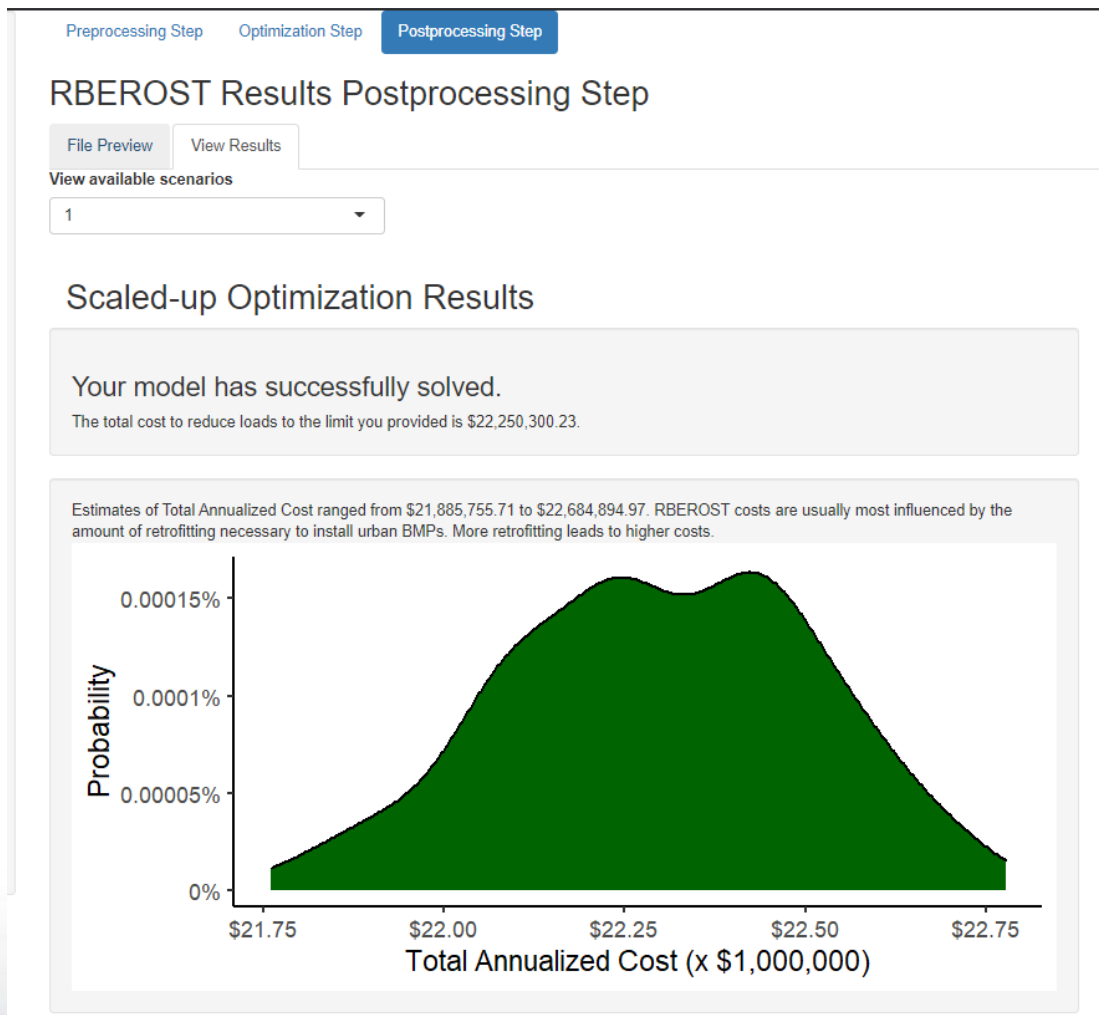 Preprocessing Step Optimization Step Postprocessing Step
RBEROST Results Postprocessing Step
File Preview View Results
View available scenarios
1
Scaled-up Optimization Results
Your model has successfully solved.
The total cost to reduce loads to the limit you provided is $22,250,300.23.
Estimates of Total Annualized Cost ranged from $21,885,755.71 to $22,684,894.97. RBEROST costs are usually most influenced by the
amount of retrofitting necessary to install urban BMPs. More retrofitting leads to higher costs.
Probability
0.00015%
0.0001%
0.00005%
0%
$21.75 $22.00 $22.25 $22.50 $22.75
Total Annualized Cost (x $1,000,000)